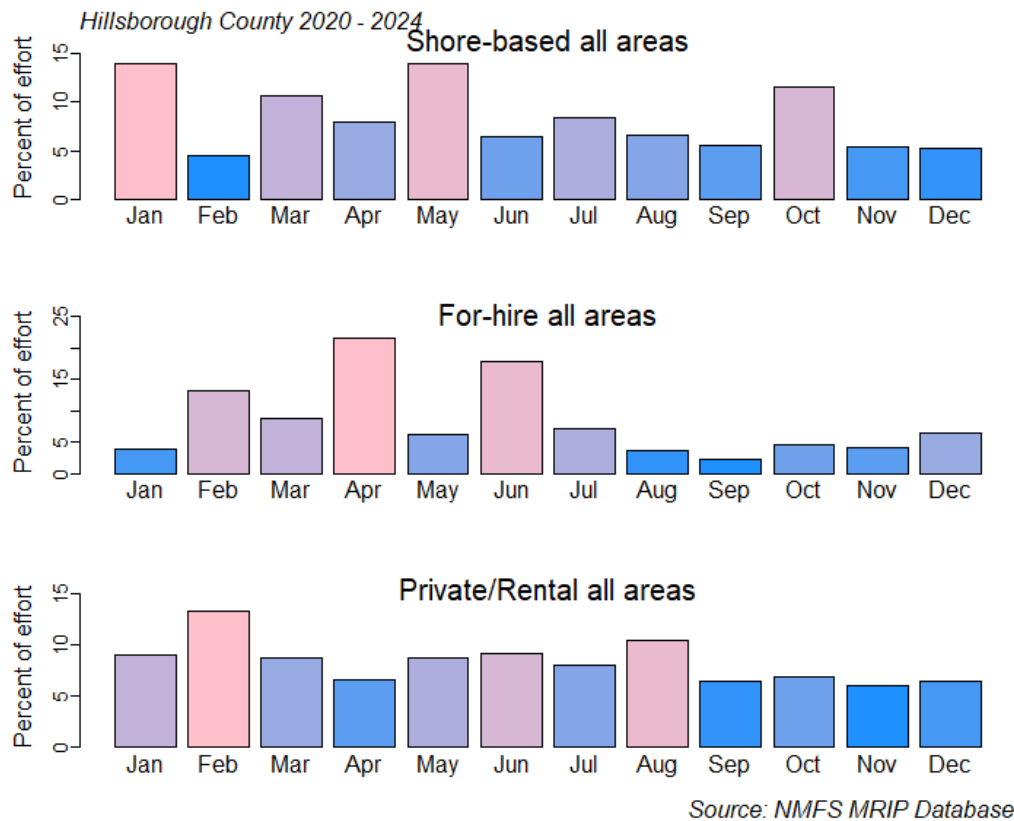 Hillsborough County 2020 - 2024
Shore-based all areas
Percent of effort
15
10
5
0
Jan Feb Mar Apr May Jun Jul Aug Sep Oct Nov Dec
For-hire all areas
Percent of effort
25
15
5
0
Jan Feb Mar Apr May Jun Jul Aug Sep Oct Nov Dec
Private/Rental all areas
Percent of effort
15
10
5
0
Jan Feb Mar Apr May Jun Jul Aug Sep Oct Nov Dec
Source: NMFS MRIP Database